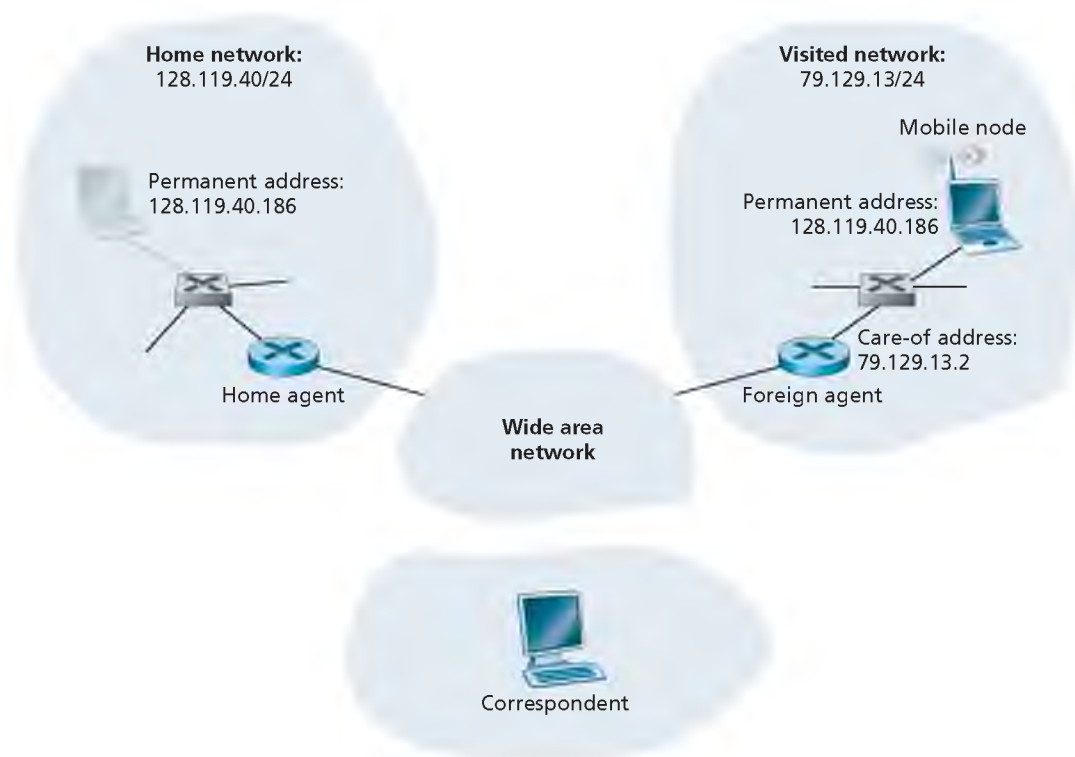 Home network:
128.119.40/24
Visited network:
79.129.13/24
Mobile node
Permanent address:
128.119.40.186
Permanent address:
128.119.40.186
Care-of address:
79.129.13.2
Home agent
Foreign agent
Wide area
network
Correspondent